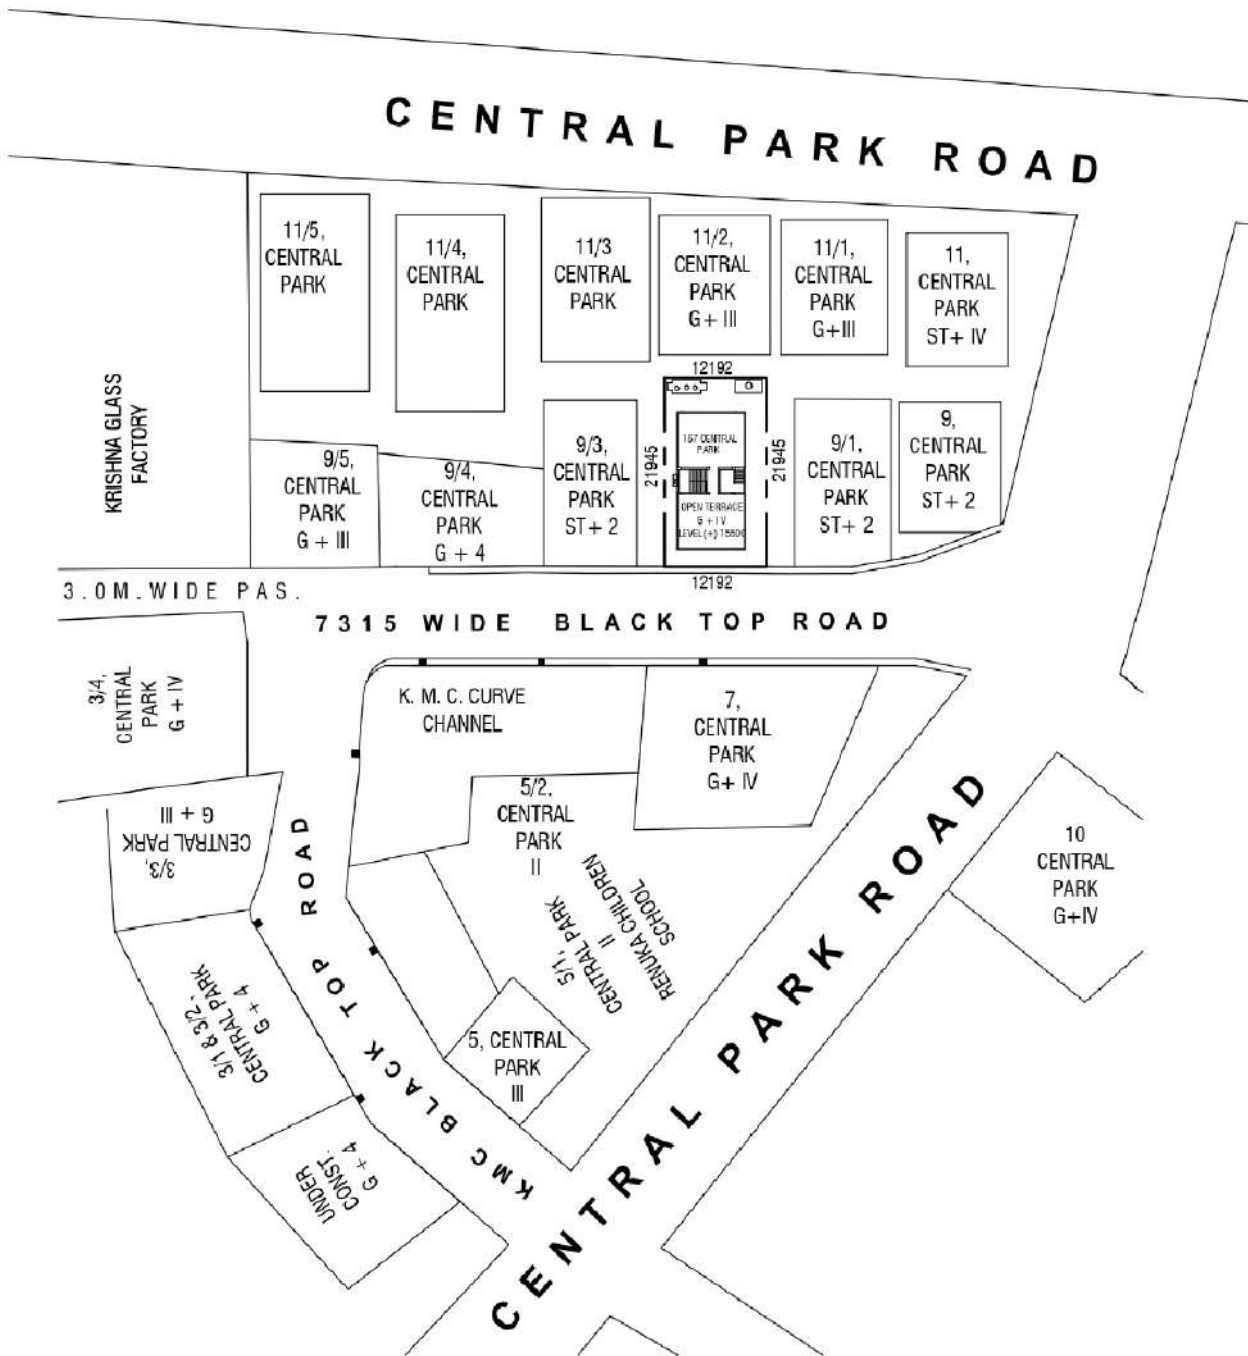 CENTRAL PARK ROAD
11/5,
CENTRAL
PARK
11/4,
CENTRAL
PARK
11/3
CENTRAL
PARK
11/2,
CENTRAL
PARK
G+ III
11/1,
CENTRAL
PARK
G+III
11,
CENTRAL
PARK
ST+ IV
KRISHNA GLASS
FACTORY
9/5,
CENTRAL
PARK
G + III
9/4,
CENTRAL
PARK
G + 4
9/3,
CENTRAL
PARK
ST+ 2
12192
21945
CENTRAL
PARK
OPEN TERRACE
G + IV
21945
12192
9/1,
CENTRAL
PARK
ST+ 2
9,
CENTRAL
PARK
ST+ 2
3.0M. WIDE PAS.
7315 WIDE BLACK TOP ROAD
3/4,
CENTRAL
PARK
G + IV
K. M. C. CURVE
CHANNEL
7,
CENTRAL
PARK
G+ IV
3/3,
CENTRAL PARK
G + III
5/2,
CENTRAL
PARK
II
5/1,
CENTRAL PARK
II
RENUKA CHILDREN
SCHOOL
10
CENTRAL
PARK
G+IV
3/1 & 3/2,
CENTRAL PARK
G + 4
5, CENTRAL
PARK
III
UNDER
CONST.
G + 4
KMC BLACK TOP ROAD
CENTRAL PARK ROAD